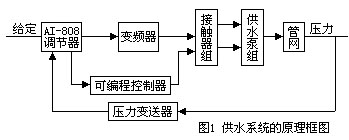 给定
AI-808
调节器
变频器
接触器组
供水泵组
管网
压力
可编程控制器
压力变送器
图1 供水系统的原理框图